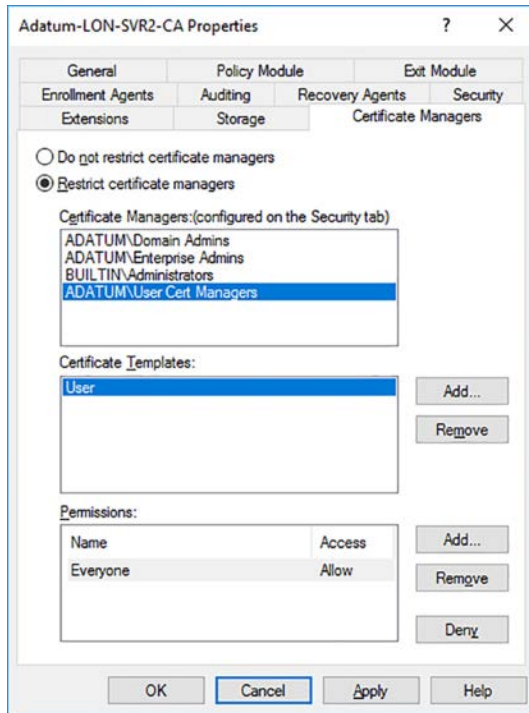 Adatum-LON-SVR2-CA Properties ? X
General Policy Module Exit Module
Enrollment Agents Auditing Recovery Agents Security
Extensions Storage Certificate Managers
Do not restrict certificate managers
Restrict certificate managers
Certificate Managers:(configured on the Security tab)
ADATUM\Domain Admins
ADATUM\Enterprise Admins
BUILTIN\Administrators
ADATUM\User Cert Managers
Certificate Templates:
User
Add...
Remove
Permissions:
Name Access
Everyone Allow
Add...
Remove
Deny
OK Cancel Apply Help